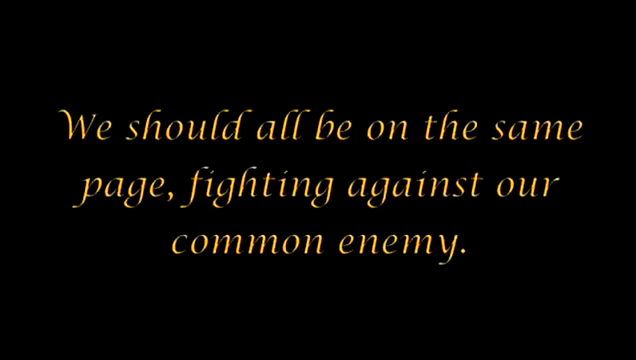 We should all be on the same
page, fighting against our
common enemy.